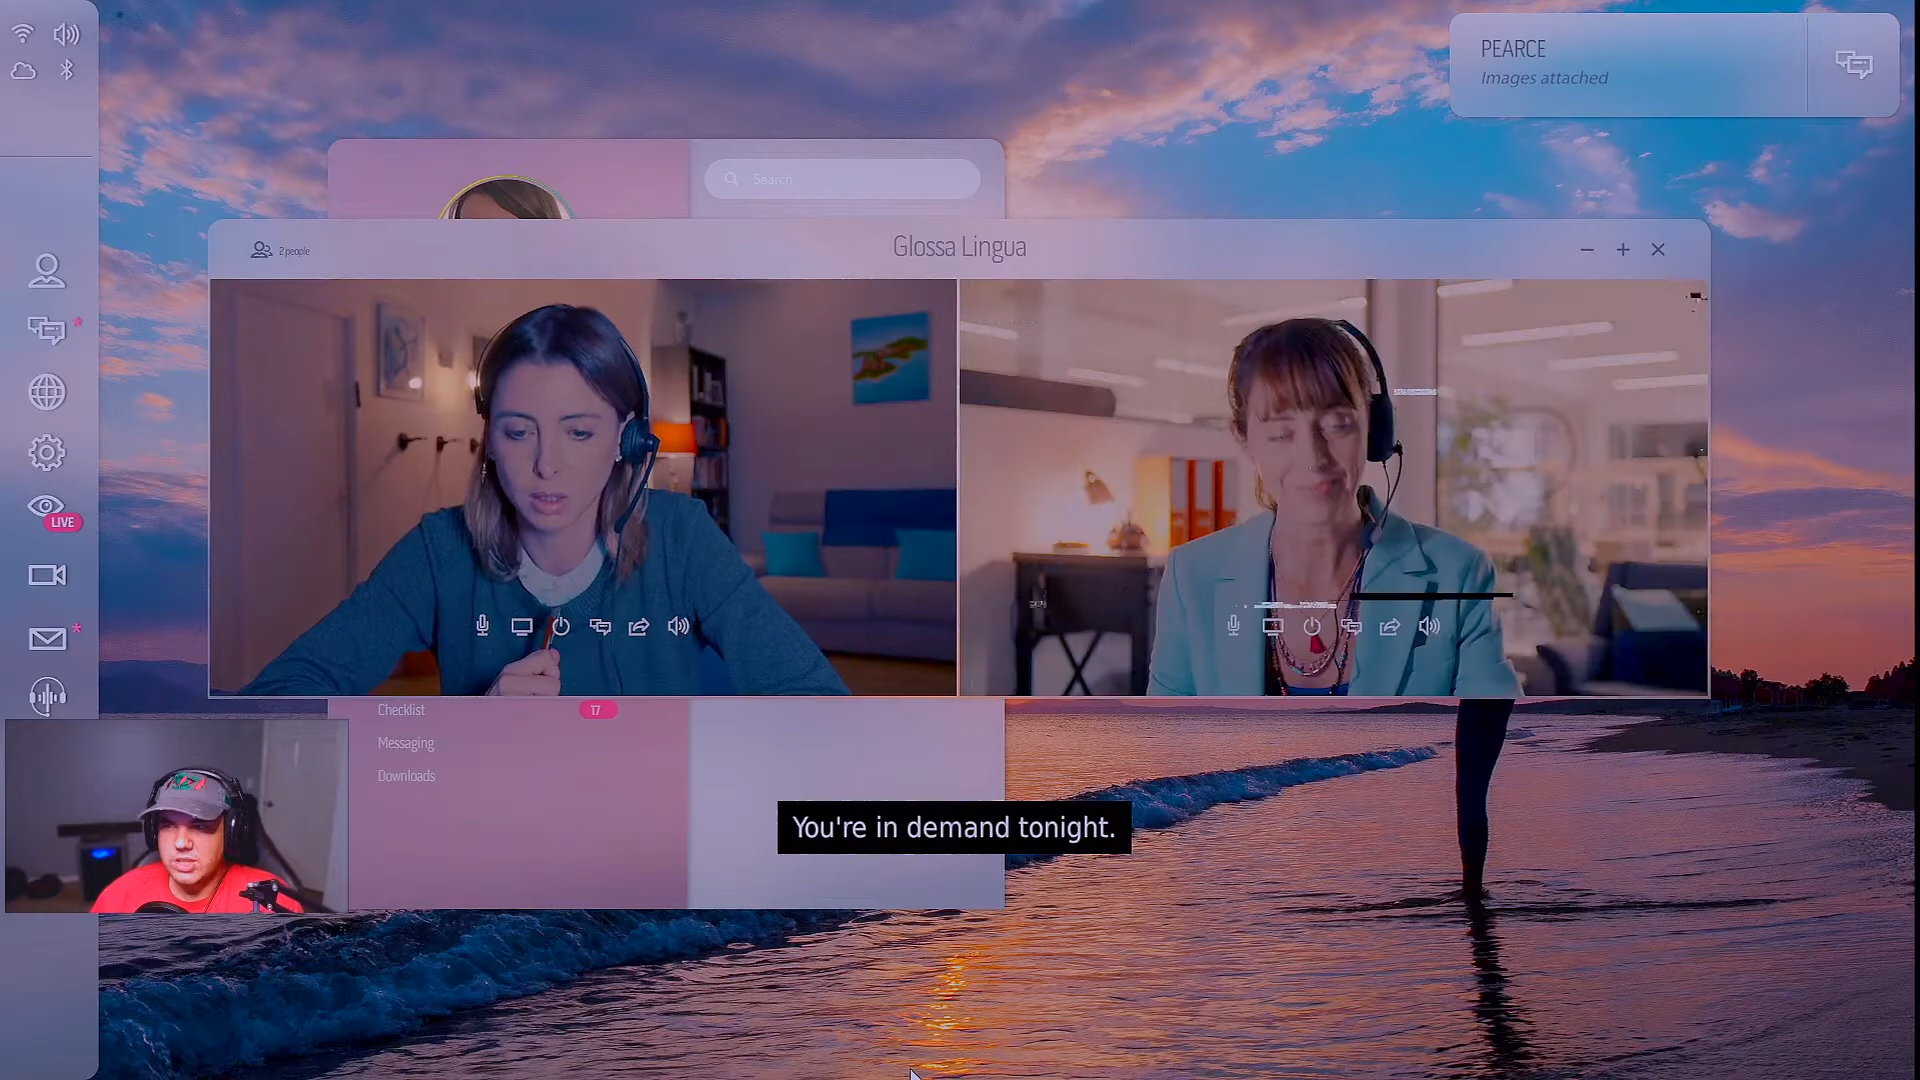 PEARCE
Images attached
Search
2 people
Glossa Lingua
LIVE
Checklist
17
Messaging
Downloads
You're in demand tonight.